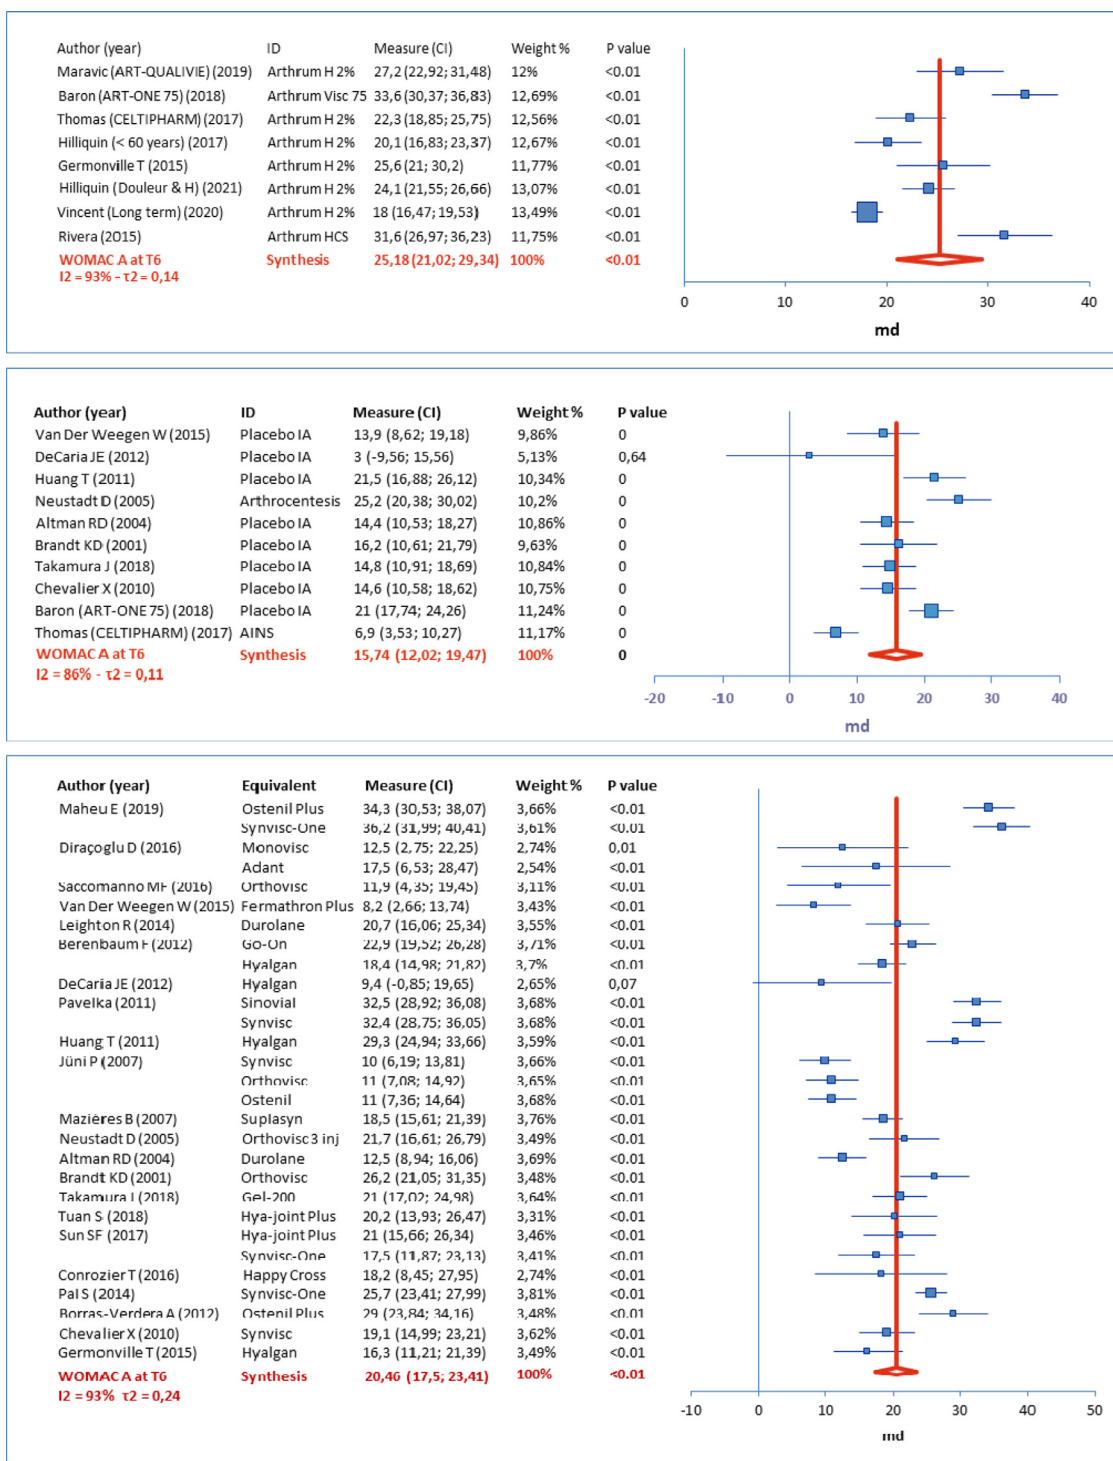 Author (year) ID Measure (CI) Weight % P value
Maravic (ART-QUALIVIE) (2019) Arthrum H 2% 27,2 (22,92; 31,48) 12% <0.01
Baron (ART-ONE 75) (2018) Arthrum Visc 75 33,6 (30,37; 36,83) 12,69% <0.01
Thomas (CELTIPHARM) (2017) Arthrum H 2% 22,3 (18,85; 25,75) 12,56% <0.01
Hilliquin (< 60 years) (2017) Arthrum H 2% 20,1 (16,83; 23,37) 12,67% <0.01
Germonville T (2015) Arthrum H 2% 25,6 (21; 30,2) 11,77% <0.01
Hilliquin (Douleur & H) (2021) Arthrum H 2% 24,1 (21,55; 26,66) 13,07% <0.01
Vincent (Long term) (2020) Arthrum H 2% 18 (16,47; 19,53) 13,49% <0.01
Rivera (2015) Arthrum HCS 31,6 (26,97; 36,23) 11,75% <0.01
WOMAC A at T6 Synthesis 25,18 (21,02; 29,34) 100% <0.01
I2 = 93% - τ2 = 0,14
0 10 20 30 40
md
Author (year) ID Measure (CI) Weight % P value
Van Der Weegen W (2015) Placebo IA 13,9 (8,62; 19,18) 9,86% 0
DeCaria JE (2012) Placebo IA 3 (-9,56; 15,56) 5,13% 0,64
Huang T (2011) Placebo IA 21,5 (16,88; 26,12) 10,34% 0
Neustadt D (2005) Arthrocentesis 25,2 (20,38; 30,02) 10,2% 0
Altman RD (2004) Placebo IA 14,4 (10,53; 18,27) 10,86% 0
Brandt KD (2001) Placebo IA 16,2 (10,61; 21,79) 9,63% 0
Takamura J (2018) Placebo IA 14,8 (10,91; 18,69) 10,84% 0
Chevalier X (2010) Placebo IA 14,6 (10,58; 18,62) 10,75% 0
Baron (ART-ONE 75) (2018) Placebo IA 21 (17,74; 24,26) 11,24% 0
Thomas (CELTIPHARM) (2017) AINS 6,9 (3,53; 10,27) 11,17% 0
WOMAC A at T6 Synthesis 15,74 (12,02; 19,47) 100% 0
I2 = 86% - τ2 = 0,11
-20 -10 0 10 20 30 40
md
Author (year) Equivalent Measure (CI) Weight % P value
Maheu E (2019) Ostenil Plus 34,3 (30,53; 38,07) 3,66% <0.01
Synvisc-One 36,2 (31,99; 40,41) 3,61% <0.01
Diraçoglu D (2016) Monovisc 12,5 (2,75; 22,25) 2,74% 0,01
Adant 17,5 (6,53; 28,47) 2,54% <0.01
Saccomanno MF (2016) Orthovisc 11,9 (4,35; 19,45) 3,11% <0.01
Van Der Weegen W (2015) Fermathron Plus 8,2 (2,66; 13,74) 3,43% <0.01
Leighton R (2014) Durolane 20,7 (16,06; 25,34) 3,55% <0.01
Berenbaum F (2012) Go-On 22,9 (19,52; 26,28) 3,71% <0.01
Hyalgan 18,4 (14,98; 21,82) 3,7% <0.01
DeCaria JE (2012) Hyalgan 9,4 (-0,85; 19,65) 2,65% 0,07
Pavelka (2011) Sinovial 32,5 (28,92; 36,08) 3,68% <0.01
Synvisc 32,4 (28,75; 36,05) 3,68% <0.01
Huang T (2011) Hyalgan 29,3 (24,94; 33,66) 3,59% <0.01
Jüni P (2007) Synvisc 10 (6,19; 13,81) 3,66% <0.01
Orthovisc 11 (7,08; 14,92) 3,65% <0.01
Ostenil 11 (7,36; 14,64) 3,68% <0.01
Mazières B (2007) Suplasyn 18,5 (15,61; 21,39) 3,76% <0.01
Neustadt D (2005) Orthovisc 3 inj 21,7 (16,61; 26,79) 3,49% <0.01
Altman RD (2004) Durolane 12,5 (8,94; 16,06) 3,69% <0.01
Brandt KD (2001) Orthovisc 26,2 (21,05; 31,35) 3,48% <0.01
Takamura J (2018) Gel-200 21 (17,02; 24,98) 3,64% <0.01
Tuan S (2018) Hya-joint Plus 20,2 (13,93; 26,47) 3,31% <0.01
Sun SF (2017) Hya-joint Plus 21 (15,66; 26,34) 3,46% <0.01
Synvisc-One 17,5 (11,87; 23,13) 3,41% <0.01
Conrozier T (2016) Happy Cross 18,2 (8,45; 27,95) 2,74% <0.01
Pal S (2014) Synvisc-One 25,7 (23,41; 27,99) 3,81% <0.01
Borras-Verdera A (2012) Ostenil Plus 29 (23,84; 34,16) 3,48% <0.01
Chevalier X (2010) Synvisc 19,1 (14,99; 23,21) 3,62% <0.01
Germonville T (2015) Hyalgan 16,3 (11,21; 21,39) 3,49% <0.01
WOMAC A at T6 Synthesis 20,46 (17,5; 23,41) 100% <0.01
I2 = 93% τ2 = 0,24
-10 0 10 20 30 40 50
md